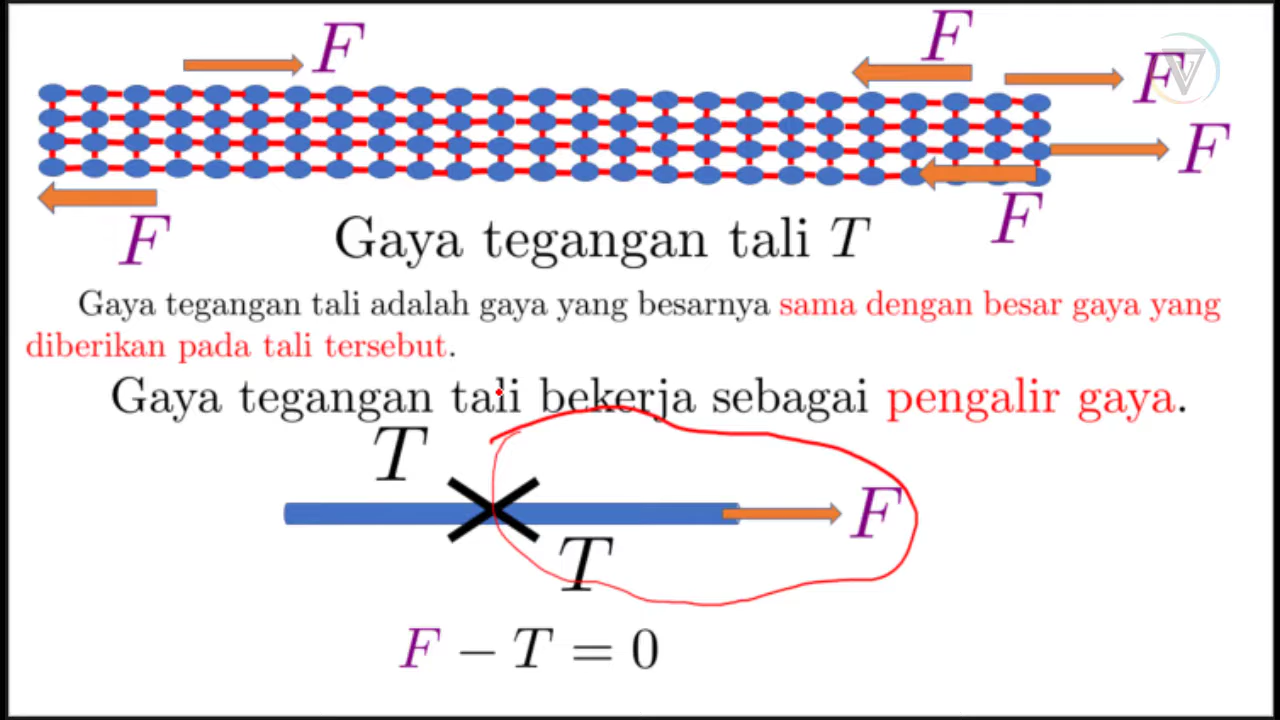 F
F
F
F
F
F
Gaya tegangan tali T
Gaya tegangan tali adalah gaya yang besarnya sama dengan besar gaya yang
diberikan pada tali tersebut.
Gaya tegangan tali bekerja sebagai pengalir gaya.
T
F
T
F − T = 0